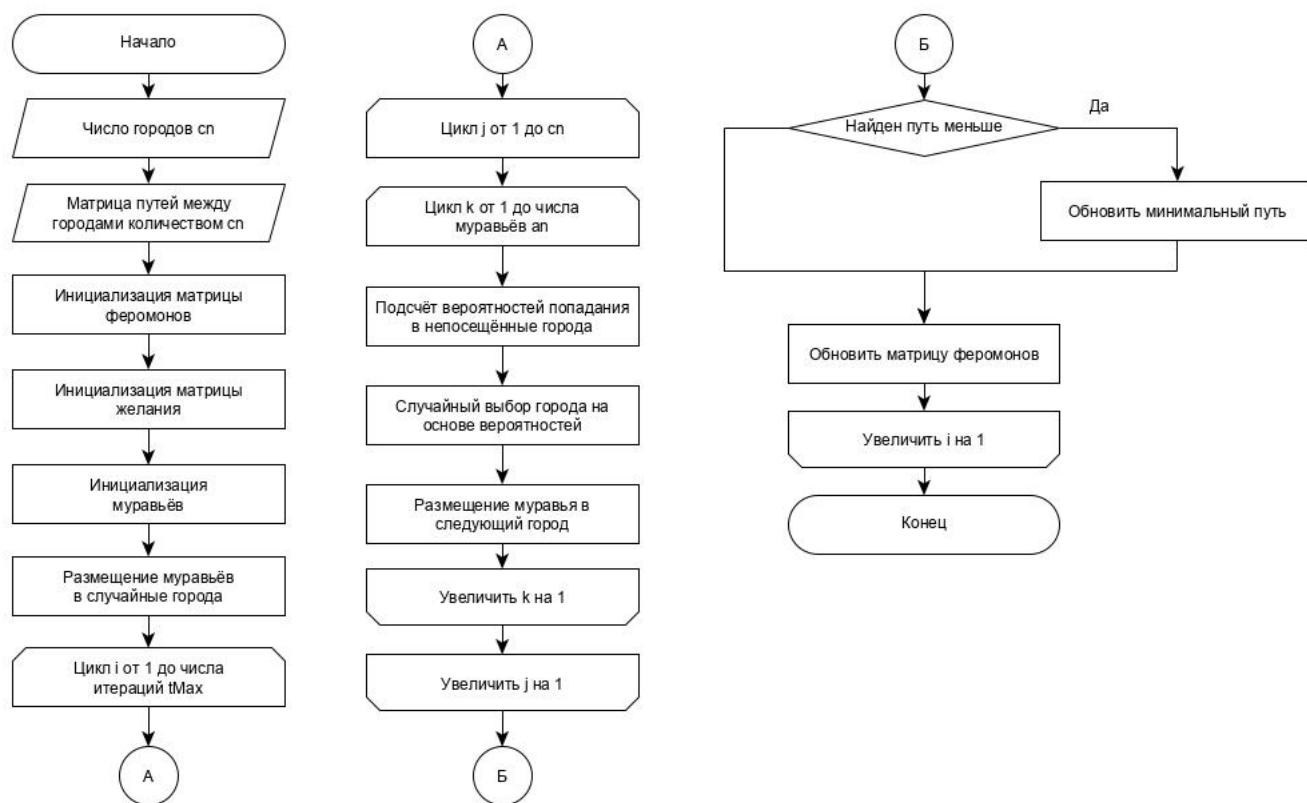 Начало
Число городов cn
Матрица путей между
городами количеством cn
Инициализация матрицы
феромонов
Инициализация матрицы
желания
Инициализация
муравьёв
Размещение муравьёв
в случайные города
Цикл i от 1 до числа
итераций tMax
А
А
Цикл j от 1 до cn
Цикл k от 1 до числа
муравьёв an
Подсчёт вероятностей попадания
в непосещённые города
Случайный выбор города на
основе вероятностей
Размещение муравья в
следующий город
Увеличить k на 1
Увеличить j на 1
Б
Б
Найден путь меньше
Да
Обновить минимальный путь
Обновить матрицу феромонов
Увеличить i на 1
Конец